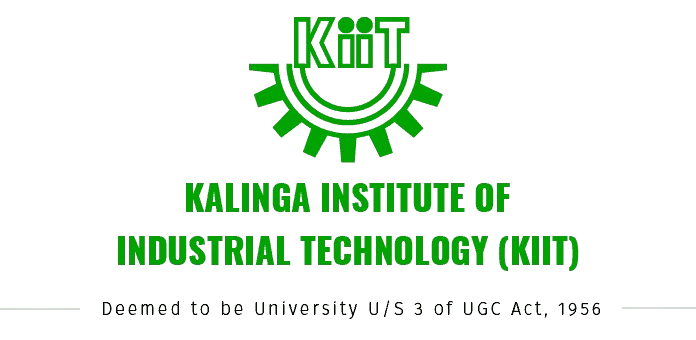 KiiT
KALINGA INSTITUTE OF
INDUSTRIAL TECHNOLOGY (KIIT)
Deemed to be University U/S 3 of UGC Act, 1956